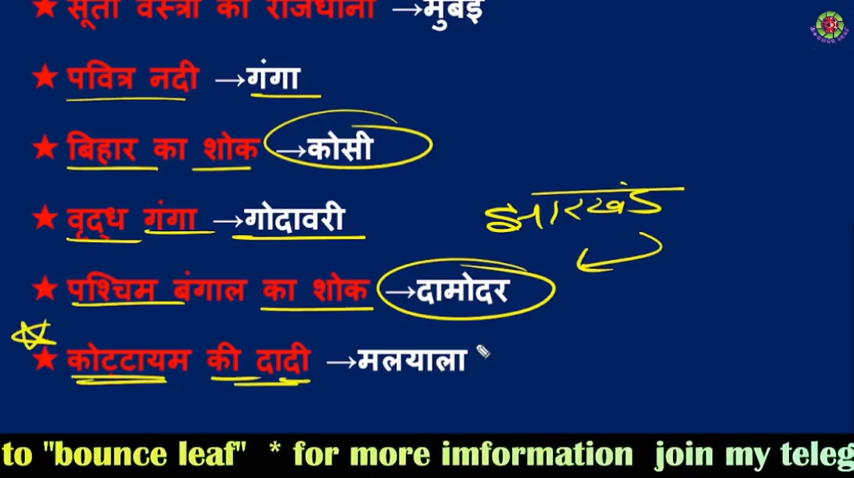 ★ सूती वस्त्रों की राजधानी →मुंबई
★ पवित्र नदी →गंगा
★ बिहार का शोक →कोसी
★ वृद्ध गंगा →गोदावरी
झारखंड
★ पश्चिम बंगाल का शोक →दामोदर
★ कोटटायम की दादी →मलयाला
to "bounce leaf" * for more imformation join my teleg